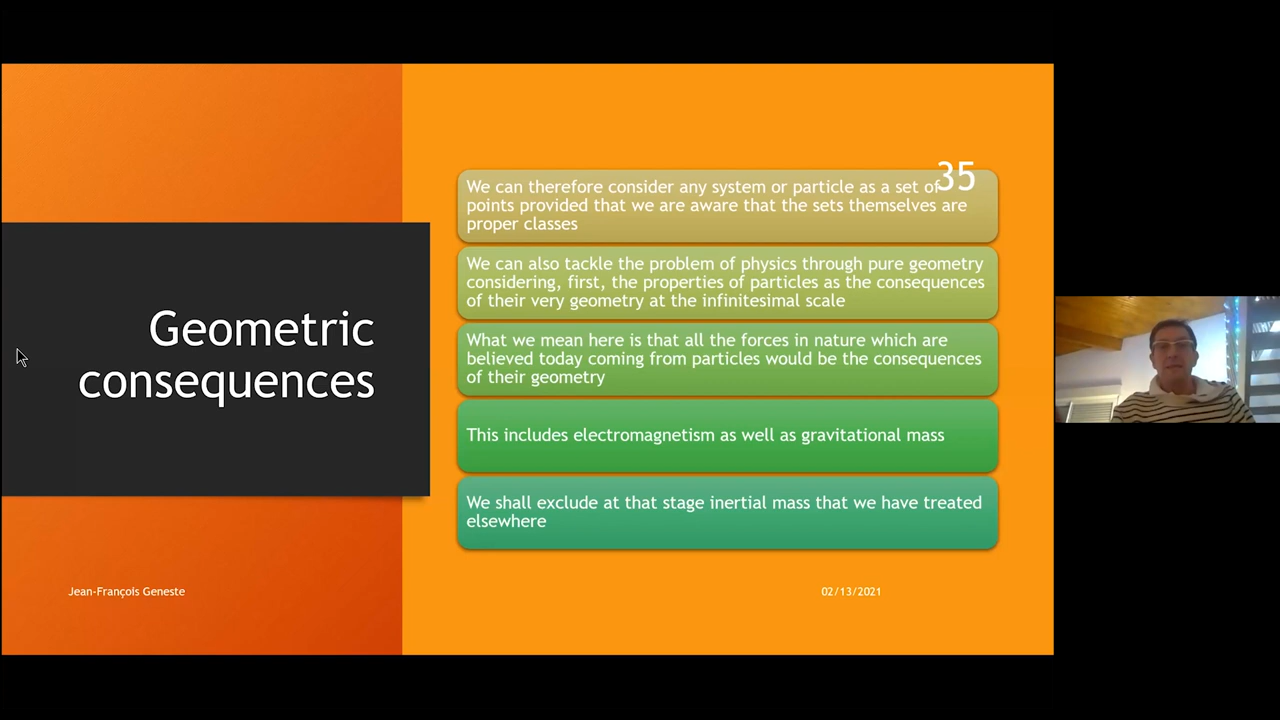 Geometric
consequences
35
We can therefore consider any system or particle as a set of
points provided that we are aware that the sets themselves are
proper classes
We can also tackle the problem of physics through pure geometry
considering, first, the properties of particles as the consequences
of their very geometry at the infinitesimal scale
What we mean here is that all the forces in nature which are
believed today coming from particles would be the consequences
of their geometry
This includes electromagnetism as well as gravitational mass
We shall exclude at that stage inertial mass that we have treated
elsewhere
Jean-François Geneste
02/13/2021